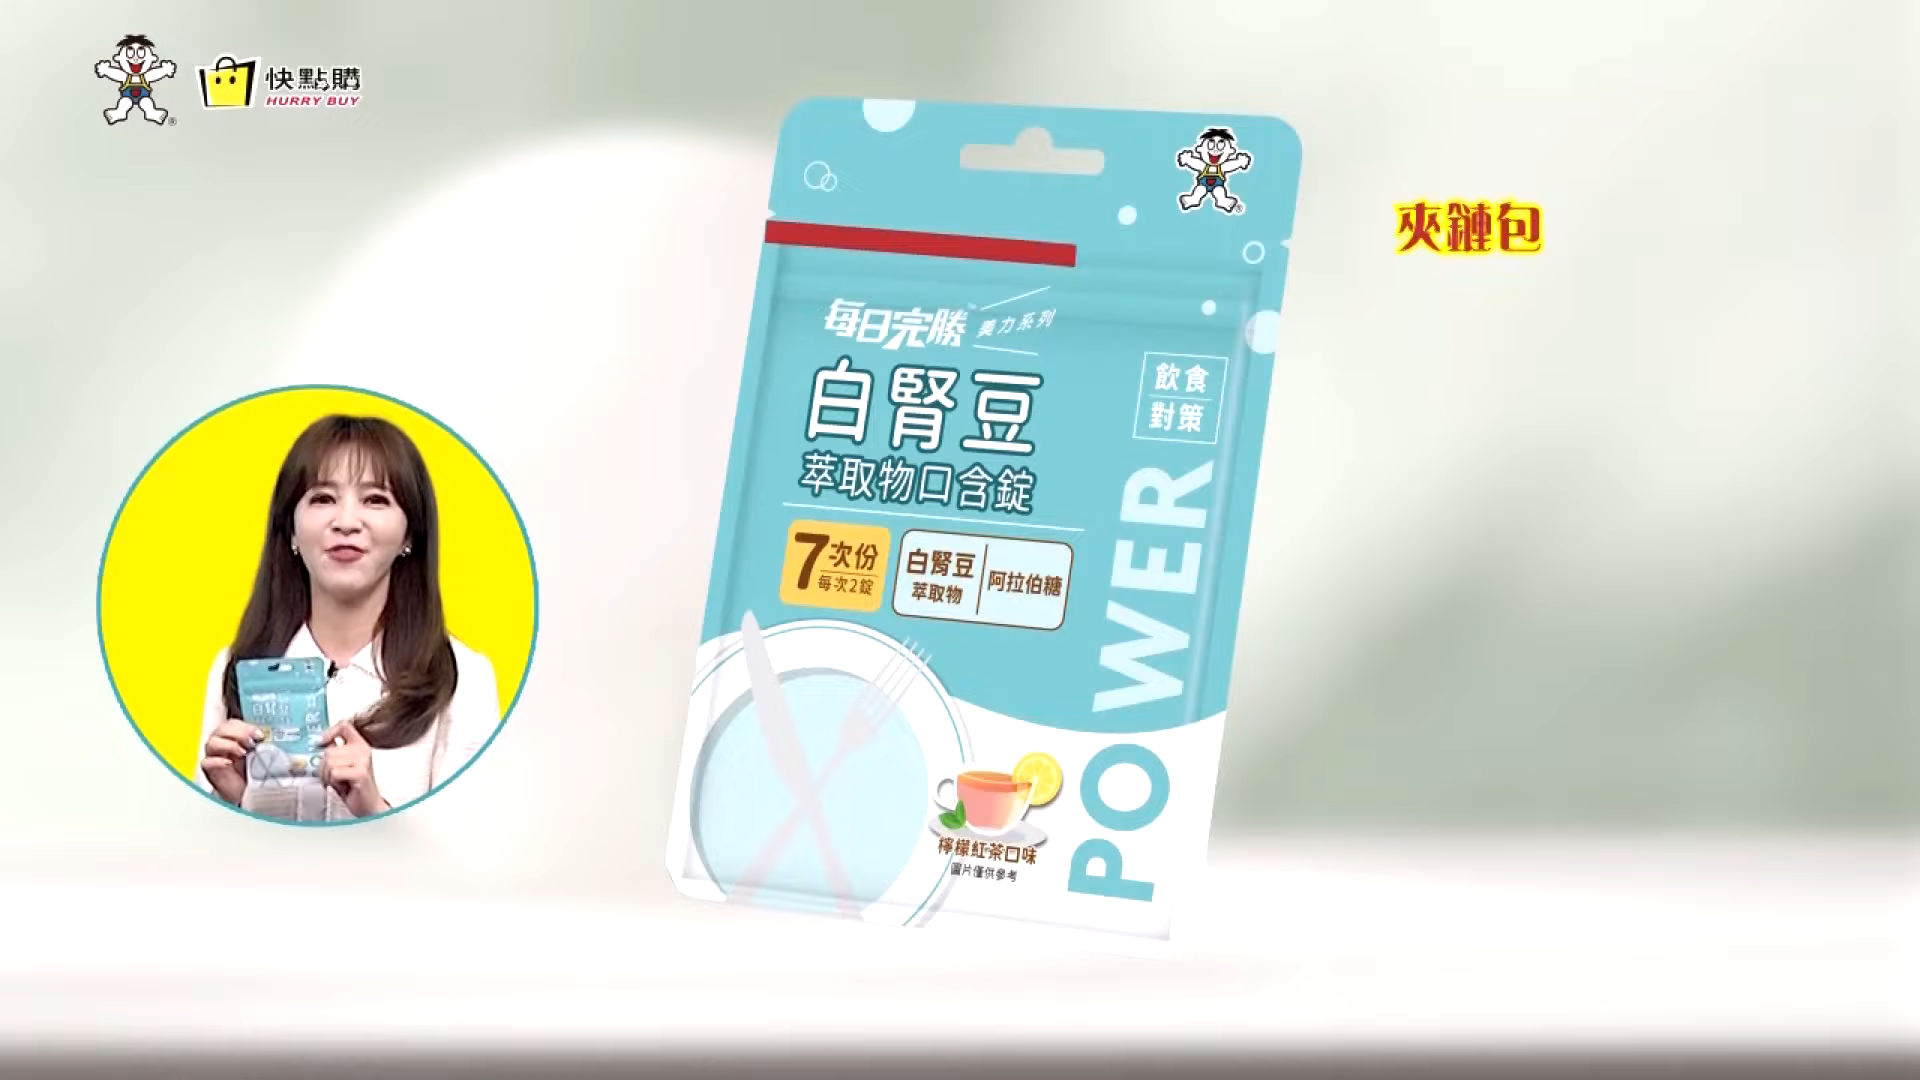 快點購
HURRY BUY
®
夾鏈包
®
每日完勝™ 美力系列
白腎豆
萃取物口含錠
飲食
對策
7次份
每次2錠
白腎豆
萃取物
阿拉伯糖
POWER
檸檬紅茶口味
圖片僅供參考